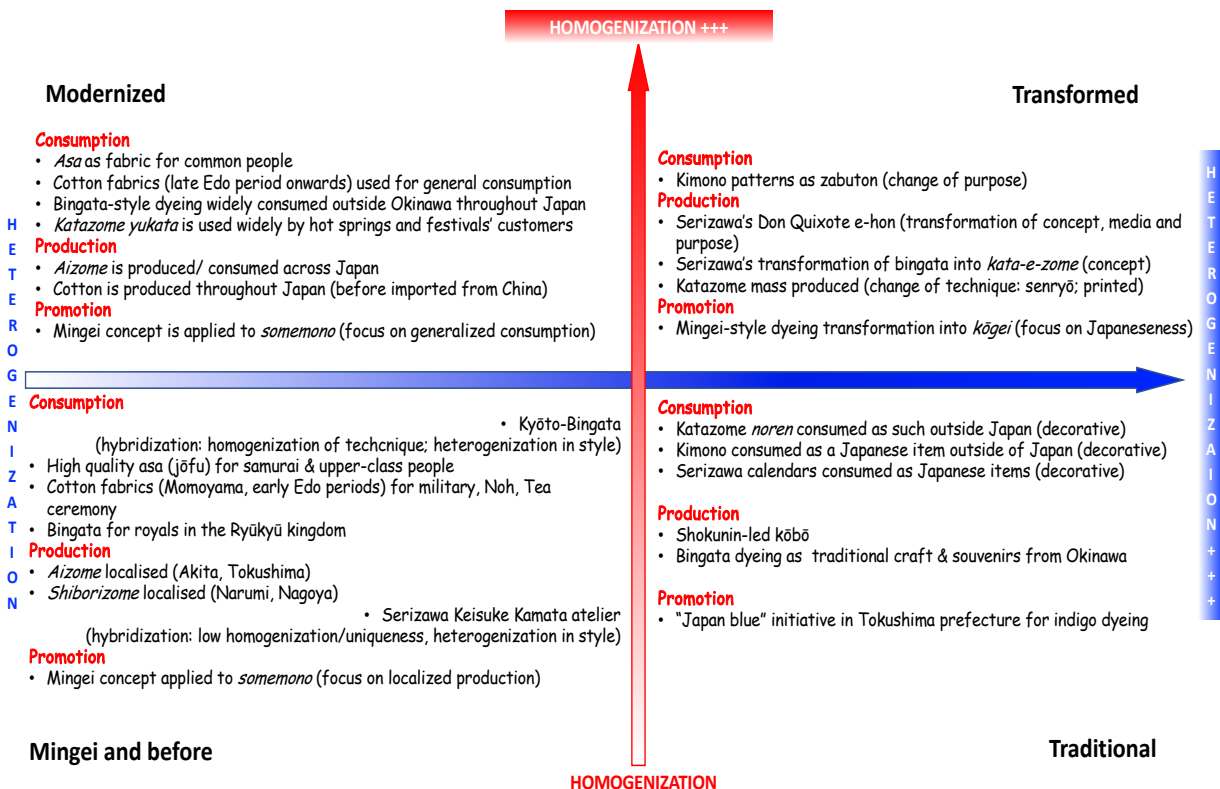 HOMOGENIZATION +++
Modernized
Consumption
• Asa as fabric for common people
• Cotton fabrics (late Edo period onwards) used for general consumption
• Bingata-style dyeing widely consumed outside Okinawa throughout Japan
• Katazome yukata is used widely by hot springs and festivals' customers
Production
• Aizome is produced/ consumed across Japan
• Cotton is produced throughout Japan (before imported from China)
Promotion
• Mingei concept is applied to somemono (focus on generalized consumption)
Transformed
Consumption
• Kimono patterns as zabuton (change of purpose)
Production
• Serizawa's Don Quixote e-hon (transformation of concept, media and
purpose)
• Serizawa's transformation of bingata into kata-e-zome (concept)
• Katazome mass produced (change of technique: senryō; printed)
Promotion
• Mingei-style dyeing transformation into kōgei (focus on Japaneseness)
HETEROGENIZATION
HETEROGENIZAION+++
Consumption
• Kyōto-Bingata
(hybridization: homogenization of techcnique; heterogenization in style)
• High quality asa (jōfu) for samurai & upper-class people
• Cotton fabrics (Momoyama, early Edo periods) for military, Noh, Tea
ceremony
• Bingata for royals in the Ryūkyū kingdom
Production
• Aizome localised (Akita, Tokushima)
• Shiborizome localised (Narumi, Nagoya)
• Serizawa Keisuke Kamata atelier
(hybridization: low homogenization/uniqueness, heterogenization in style)
Promotion
• Mingei concept applied to somemono (focus on localized production)
Mingei and before
Consumption
• Katazome noren consumed as such outside Japan (decorative)
• Kimono consumed as a Japanese item outside of Japan (decorative)
• Serizawa calendars consumed as Japanese items (decorative)
Production
• Shokunin-led kōbō
• Bingata dyeing as traditional craft & souvenirs from Okinawa
Promotion
• "Japan blue" initiative in Tokushima prefecture for indigo dyeing
Traditional
HOMOGENIZATION